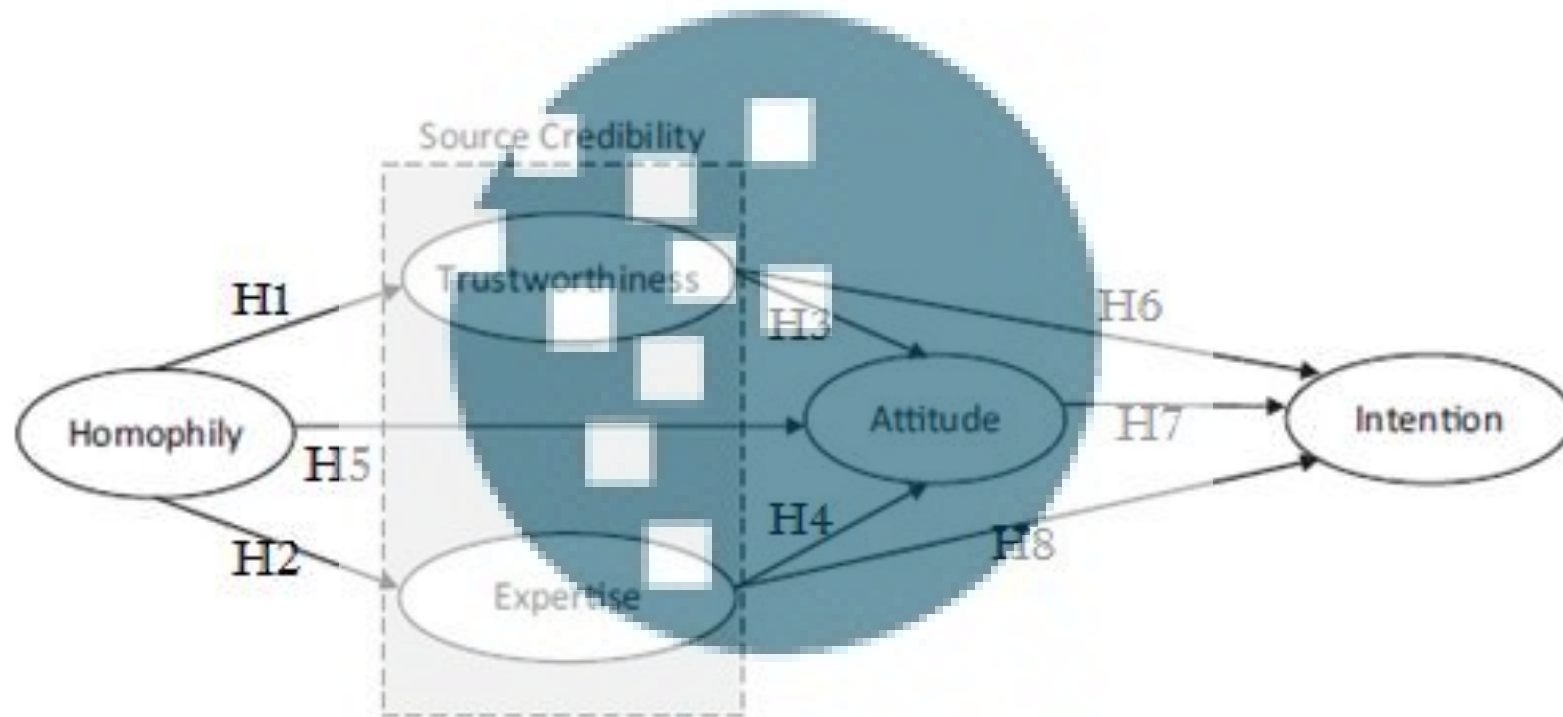 Source Credibility
Trustworthiness
H1
H3
H6
Homophily
Attitude
Intention
H5
H7
H2
H4
H8
Expertise